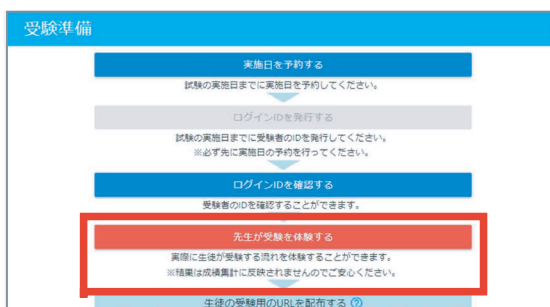 受験準備
実施日を予約する
試験の実施日までに実施日を予約してください。
ログインIDを発行する
試験の実施日までに受験者のIDを発行してください。
※必ず先に実施日の予約を行ってください。
ログインIDを確認する
受験者のIDを確認することができます。
先生が受験を体験する
実際に生徒が受験する流れを体験することができます。
※結果は成績集計に反映されませんのでご安心ください。
生徒の受験用のURLを配布する ?